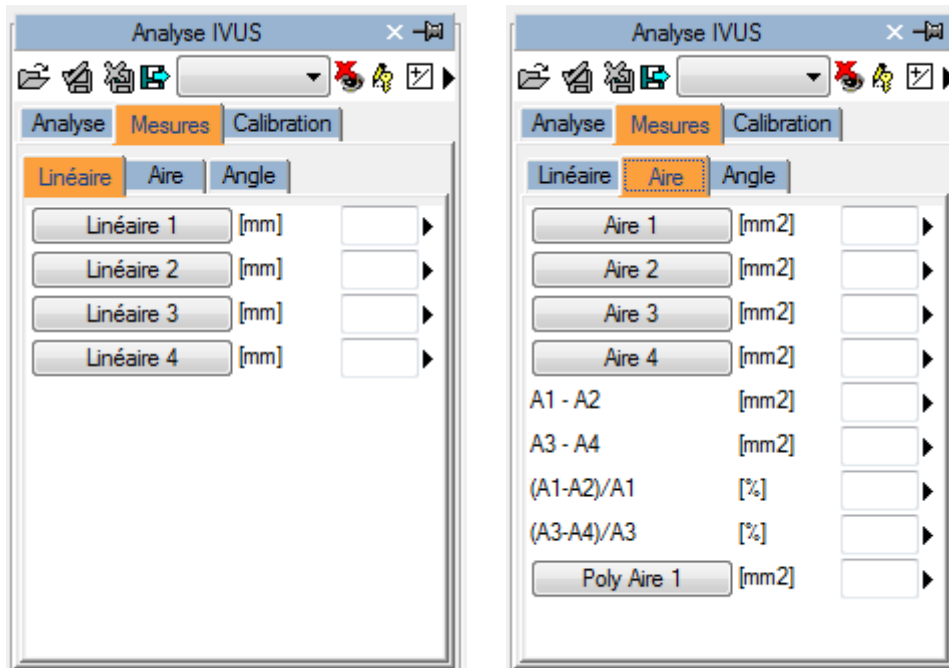 Analyse IVUS
Analyse Mesures Calibration
Linéaire Aire Angle
Linéaire 1 [mm]
Linéaire 2 [mm]
Linéaire 3 [mm]
Linéaire 4 [mm]
Analyse IVUS
Analyse Mesures Calibration
Linéaire Aire Angle
Aire 1 [mm2]
Aire 2 [mm2]
Aire 3 [mm2]
Aire 4 [mm2]
A1 - A2 [mm2]
A3 - A4 [mm2]
(A1-A2)/A1 [%]
(A3-A4)/A3 [%]
Poly Aire 1 [mm2]